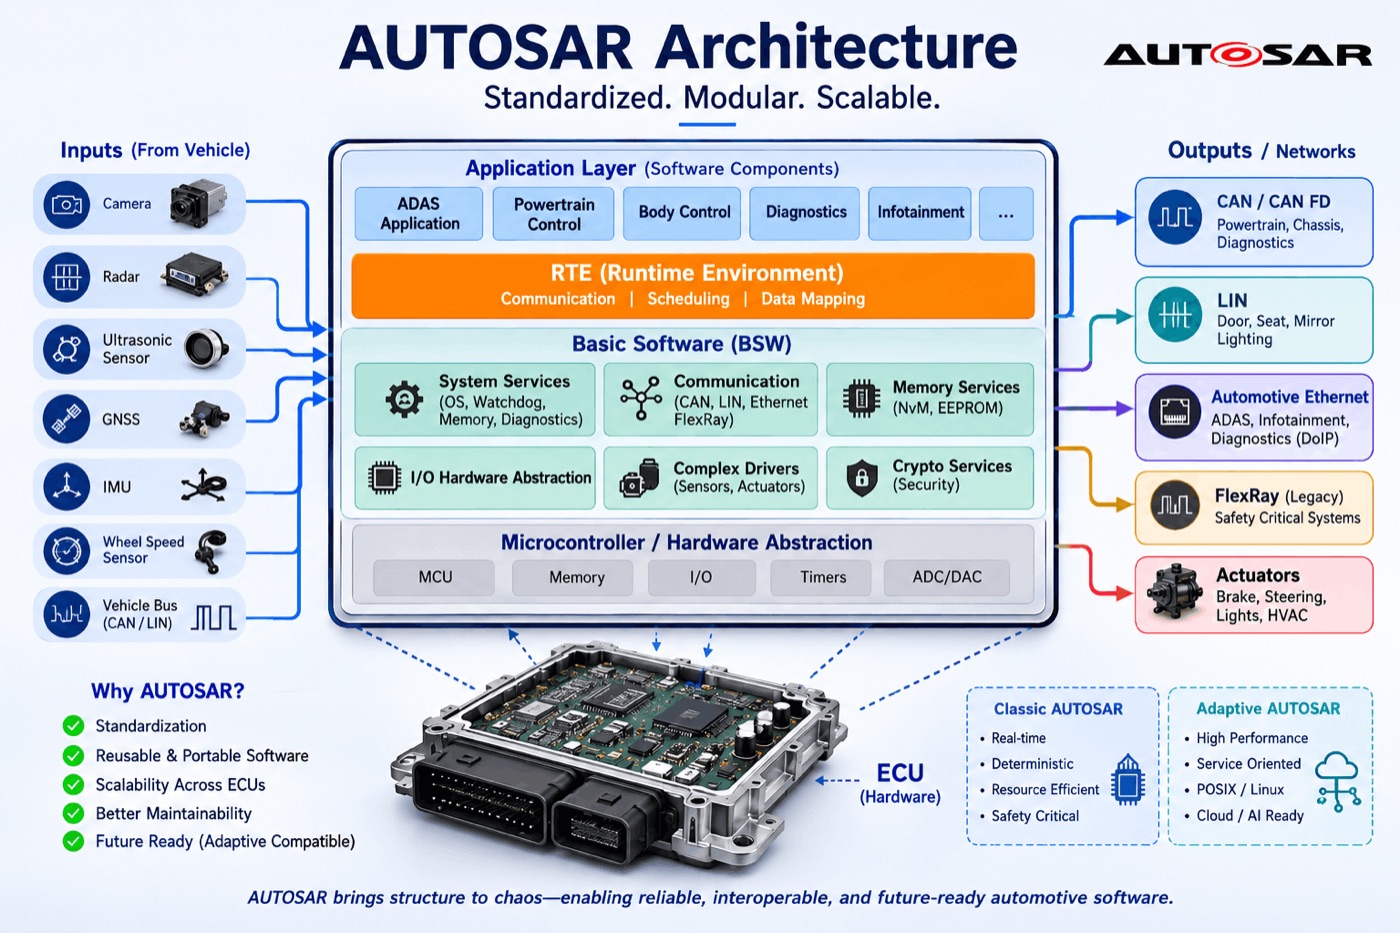 AUTOSAR Architecture
Standardized. Modular. Scalable.
AUTOSAR
Inputs (From Vehicle)
Camera
Radar
Ultrasonic
Sensor
GNSS
IMU
Wheel Speed
Sensor
Vehicle Bus
(CAN / LIN)
Application Layer (Software Components)
ADAS
Application
Powertrain
Control
Body Control
Diagnostics
Infotainment
...
RTE (Runtime Environment)
Communication | Scheduling | Data Mapping
Basic Software (BSW)
System Services
(OS, Watchdog,
Memory, Diagnostics)
Communication
(CAN, LIN, Ethernet
FlexRay)
Memory Services
(NvM, EEPROM)
I/O Hardware Abstraction
Complex Drivers
(Sensors, Actuators)
Crypto Services
(Security)
Microcontroller / Hardware Abstraction
MCU
Memory
I/O
Timers
ADC/DAC
Outputs / Networks
CAN / CAN FD
Powertrain, Chassis,
Diagnostics
LIN
Door, Seat, Mirror
Lighting
Automotive Ethernet
ADAS, Infotainment,
Diagnostics (DoIP)
FlexRay (Legacy)
Safety Critical Systems
Actuators
Brake, Steering,
Lights, HVAC
Why AUTOSAR?
Standardization
Reusable & Portable Software
Scalability Across ECUs
Better Maintainability
Future Ready (Adaptive Compatible)
ECU
(Hardware)
Classic AUTOSAR
• Real-time
• Deterministic
• Resource Efficient
• Safety Critical
Adaptive AUTOSAR
• High Performance
• Service Oriented
• POSIX / Linux
• Cloud / AI Ready
AUTOSAR brings structure to chaos—enabling reliable, interoperable, and future-ready automotive software.